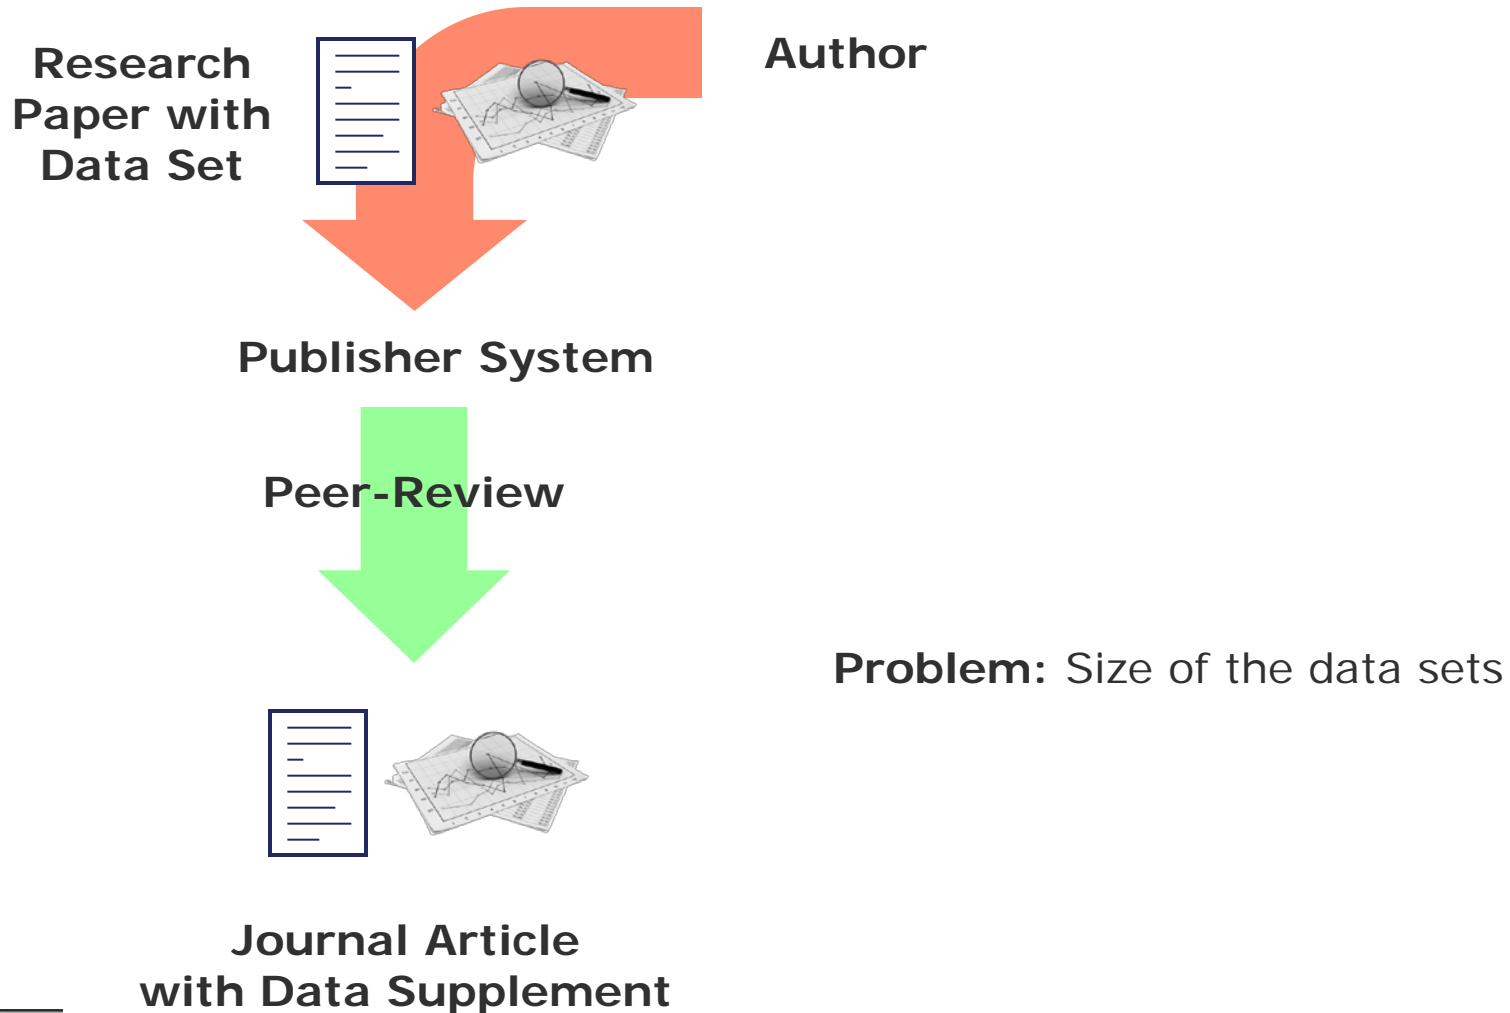 Research
Paper with
Data Set
Author
Publisher System
Peer-Review
Problem: Size of the data sets
Journal Article
with Data Supplement